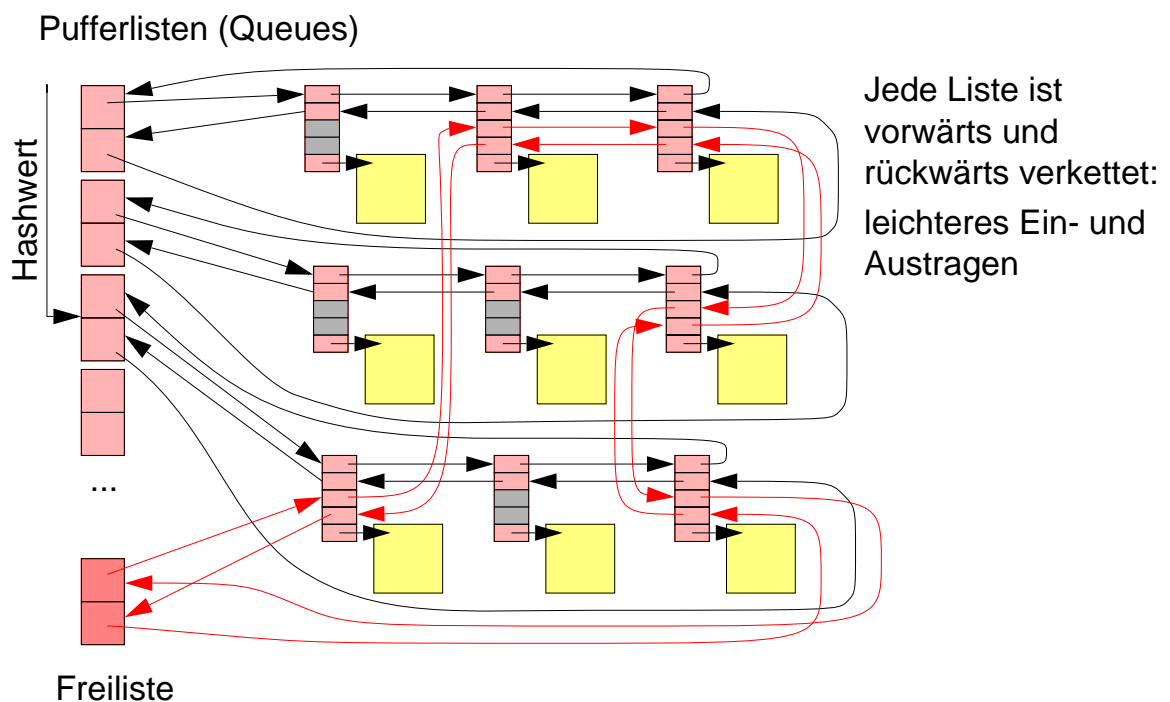 Pufferlisten (Queues)
Hashwert
Jede Liste ist
vorwärts und
rückwärts verkettet:
leichteres Ein- und
Austragen
...
Freiliste